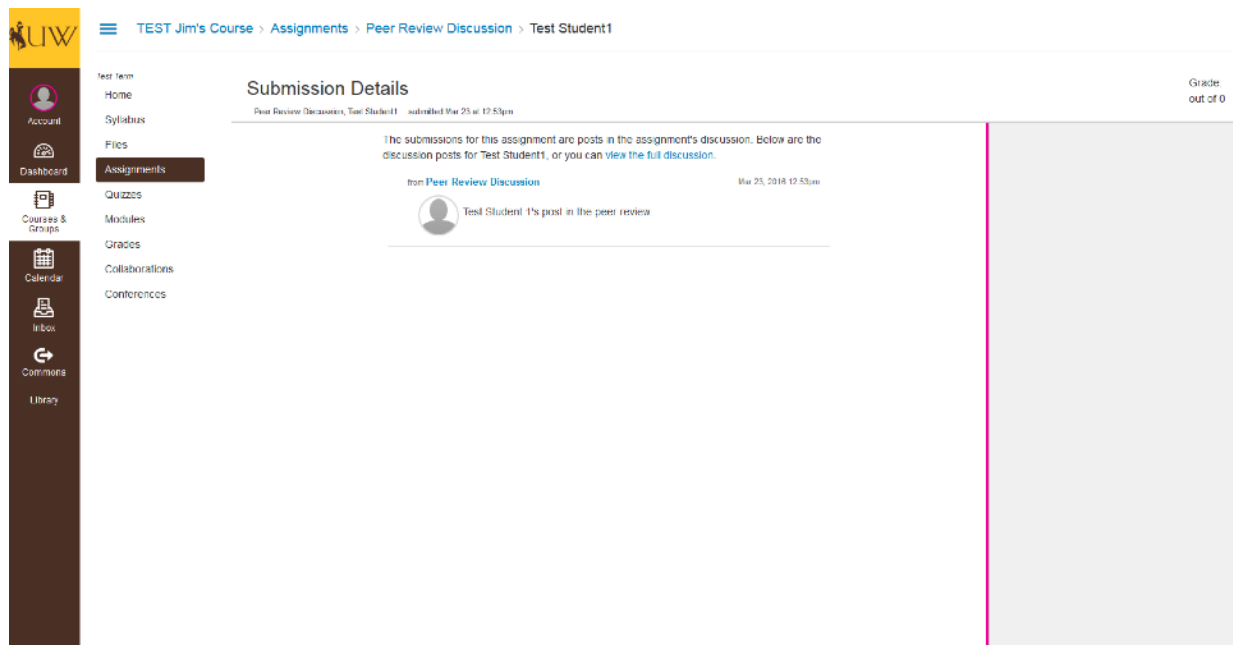 UW
TEST Jim's Course > Assignments > Peer Review Discussion > Test Student1
Account
Dashboard
Courses &
Groups
Calendar
Inbox
Commons
Library
Test Term
Home
Syllabus
Files
Assignments
Quizzes
Modules
Grades
Collaborations
Conferences
Submission Details
Peer Review Discussion, Test Student1 submitted Mar 23 at 12:53pm
Grade
out of 0
The submissions for this assignment are posts in the assignment's discussion. Below are the
discussion posts for Test Student1, or you can view the full discussion.
from Peer Review Discussion Mar 23, 2016 12:53pm
Test Student 1's post in the peer review